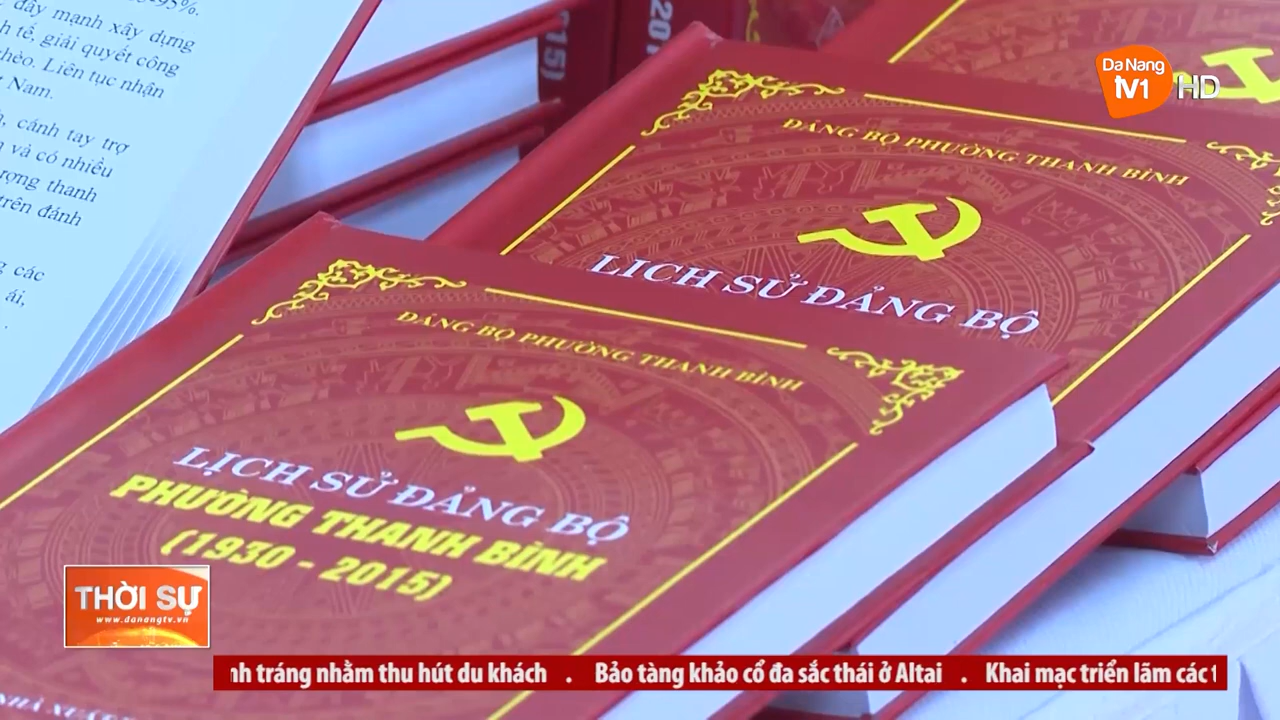 đẩy mạnh xây dựng
tế, giải quyết công
nghèo. Liên tục nhận
Nam.
cánh tay trợ
và có nhiều
thanh
trên đánh
các
ái,
2015)
Da Nang
TV1 HD
ĐẢNG BỘ PHƯỜNG THANH BÌNH
LỊCH SỬ ĐẢNG BỘ
ĐẢNG BỘ PHƯỜNG THANH BÌNH
LỊCH SỬ ĐẢNG BỘ
PHƯỜNG THANH BÌNH
(1930 - 2015)
NHÀ XUẤT
THỜI SỰ
www.danangtv.vn
tráng nhằm thu hút du khách . Bảo tàng khảo cổ đa sắc thái ở Altai . Khai mạc triển lãm các